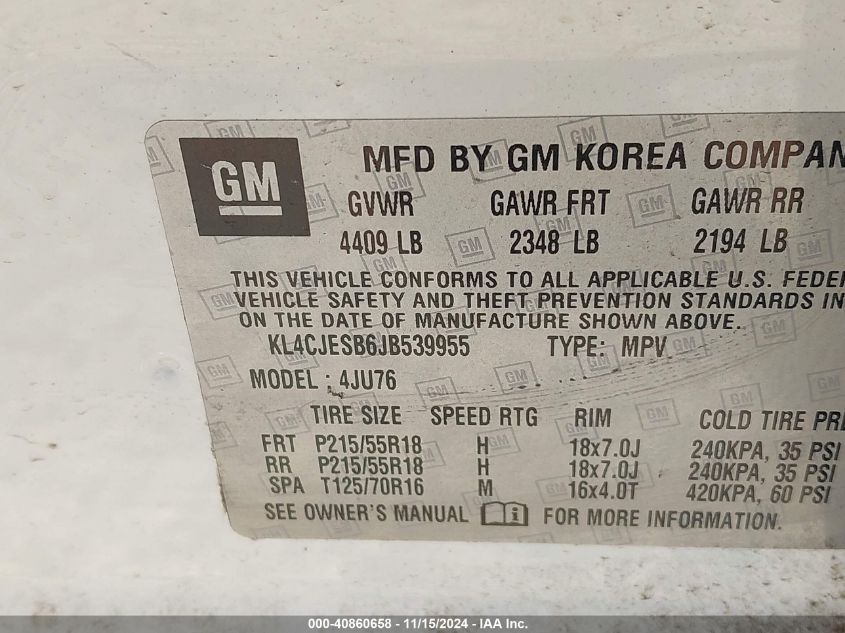 GM
MFD BY GM KOREA COMPAN
GVWR GAWR FRT GAWR RR
4409 LB 2348 LB 2194 LB
THIS VEHICLE CONFORMS TO ALL APPLICABLE U.S. FEDER
VEHICLE SAFETY AND THEFT PREVENTION STANDARDS IN
ON THE DATE OF MANUFACTURE SHOWN ABOVE.
KL4CJESB6JB539955 TYPE: MPV
MODEL : 4JU76
TIRE SIZE SPEED RTG RIM COLD TIRE PRE
FRT P215/55R18 H 18x7.0J 240KPA, 35 PSI
RR P215/55R18 H 18x7.0J 240KPA, 35 PSI
SPA T125/70R16 M 16x4.0T 420KPA, 60 PSI
SEE OWNER'S MANUAL i FOR MORE INFORMATION.
000-40860658 - 11/15/2024 - IAA Inc.